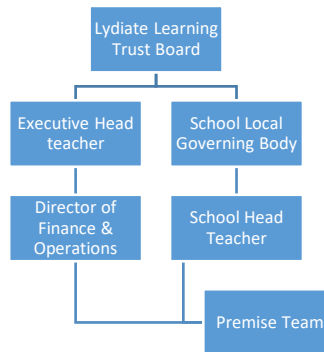 Lydiate Learning
Trust Board
Executive Head
teacher
School Local
Governing Body
Director of
Finance &
Operations
School Head
Teacher
Premise Team